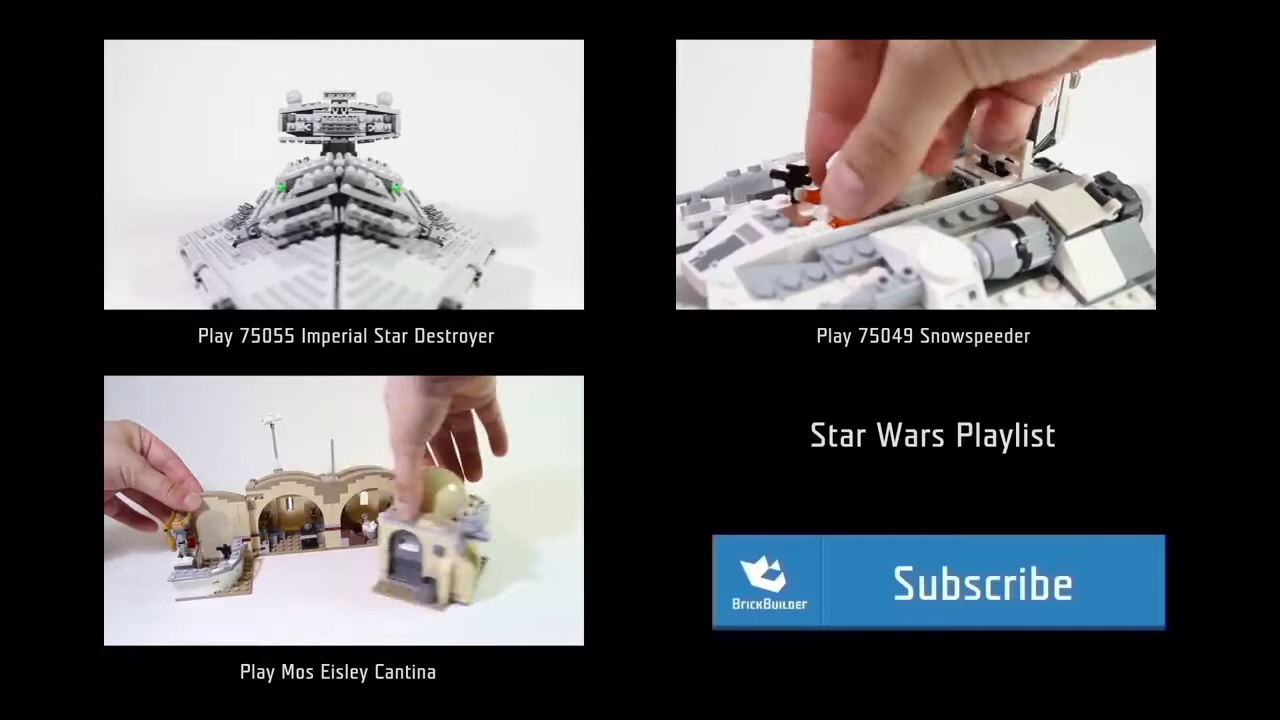 Play 75055 Imperial Star Destroyer
Play 75049 Snowspeeder
Star Wars Playlist
BrickBuilder
Subscribe
Play Mos Eisley Cantina